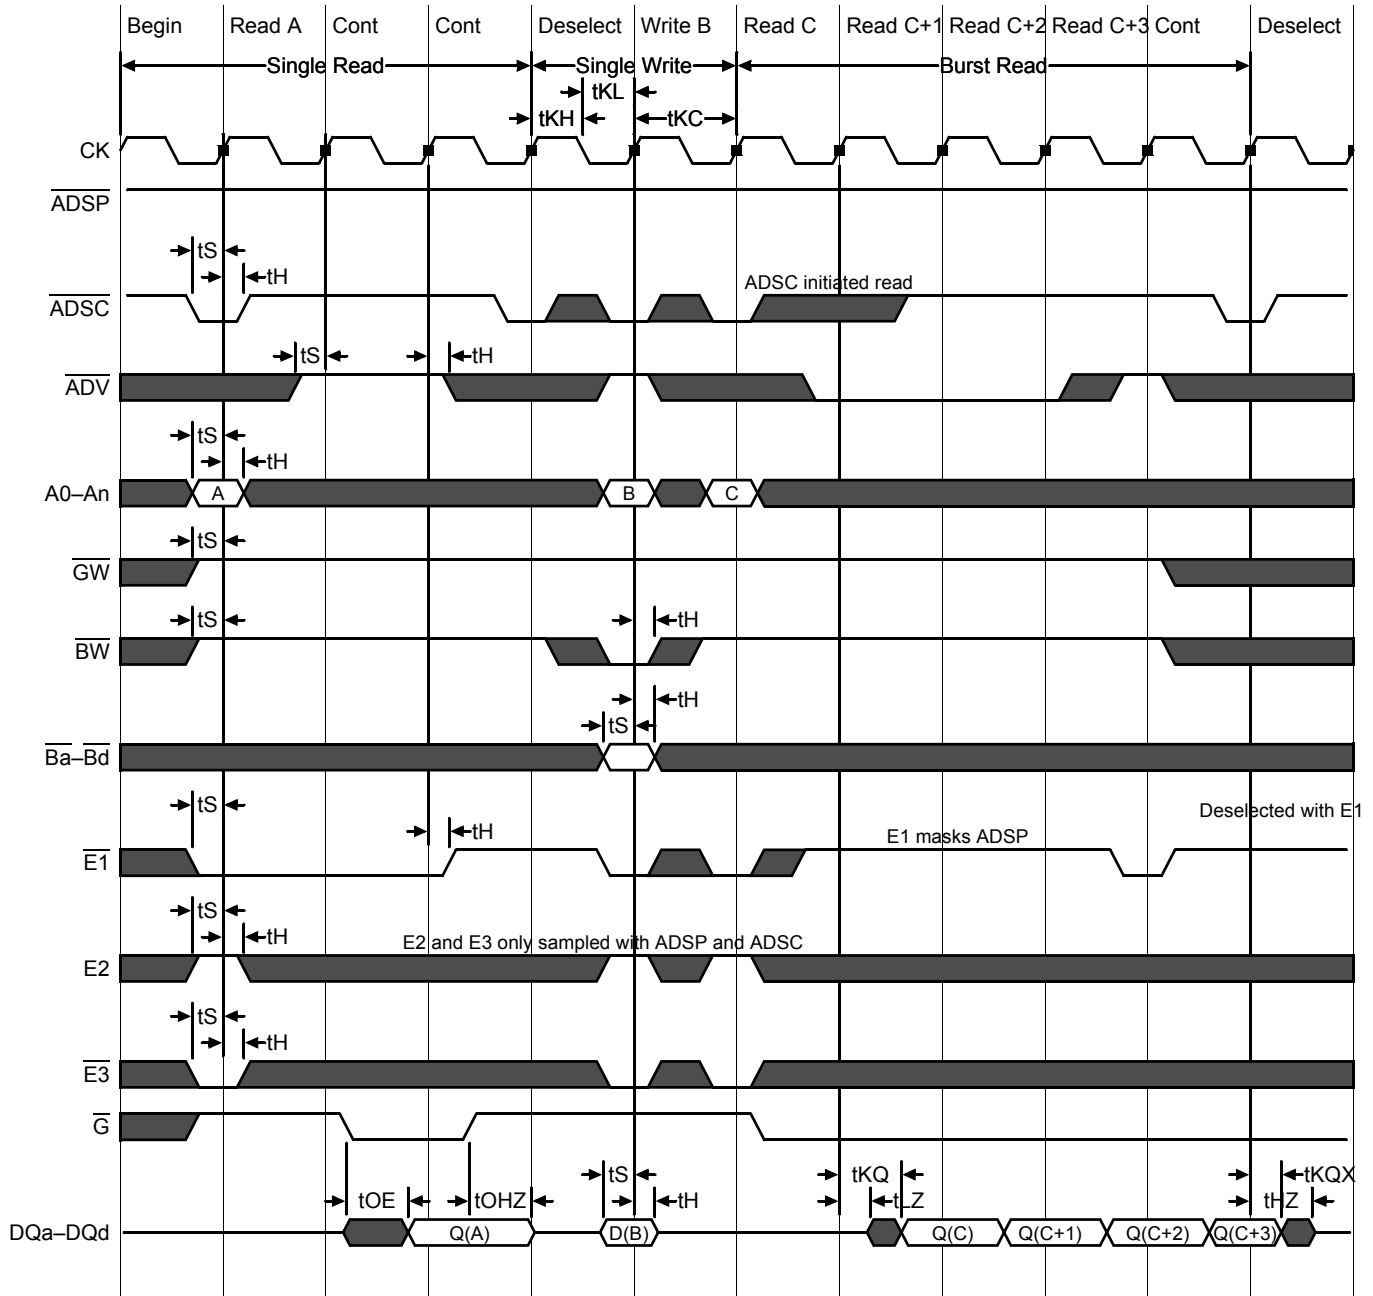 Begin Read A Cont Cont Deselect Write B Read C Read C+1 Read C+2 Read C+3 Cont Deselect
Single Read Single Write Burst Read
tKL
tKH tKC
CK
ADSP
tS
tH
ADSC initiated read
ADSC
tS tH
ADV
tS
tH
A0–An A B C
tS
GW
tS tH
BW
tH
tS
Ba–Bd
tS
Deselected with E1
tH
E1 masks ADSP
E1
tS
tH
E2 and E3 only sampled with ADSP and ADSC
E2
tS
tH
E3
G
tS tKQ tKQX
tOE tOHZ tH tLZ tHZ
DQa–DQd Q(A) D(B) Q(C) Q(C+1) Q(C+2) Q(C+3)